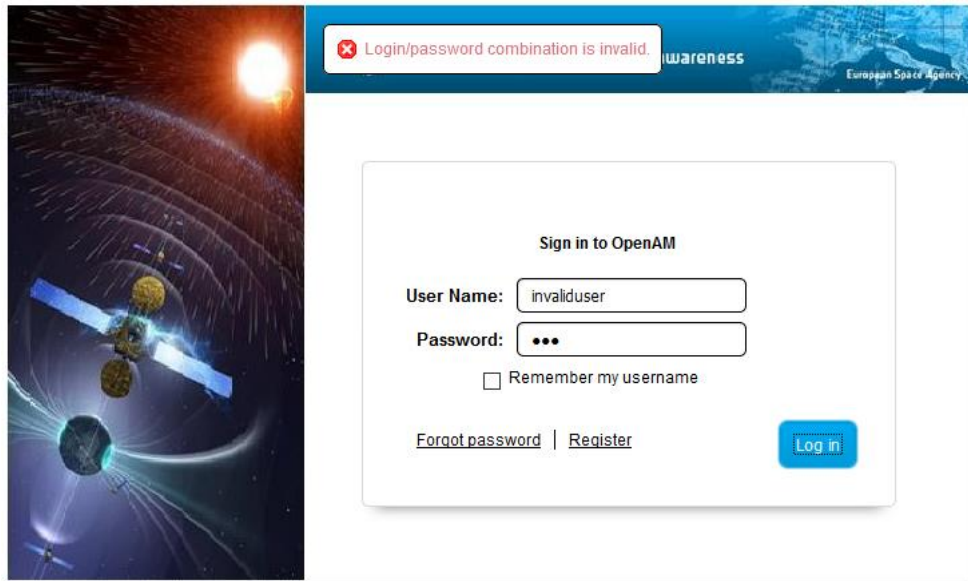 Login/password combination is invalid.
awareness
European Space Agency
Sign in to OpenAM
User Name: invaliduser
Password: •••
Remember my username
Forgot password | Register
Log in